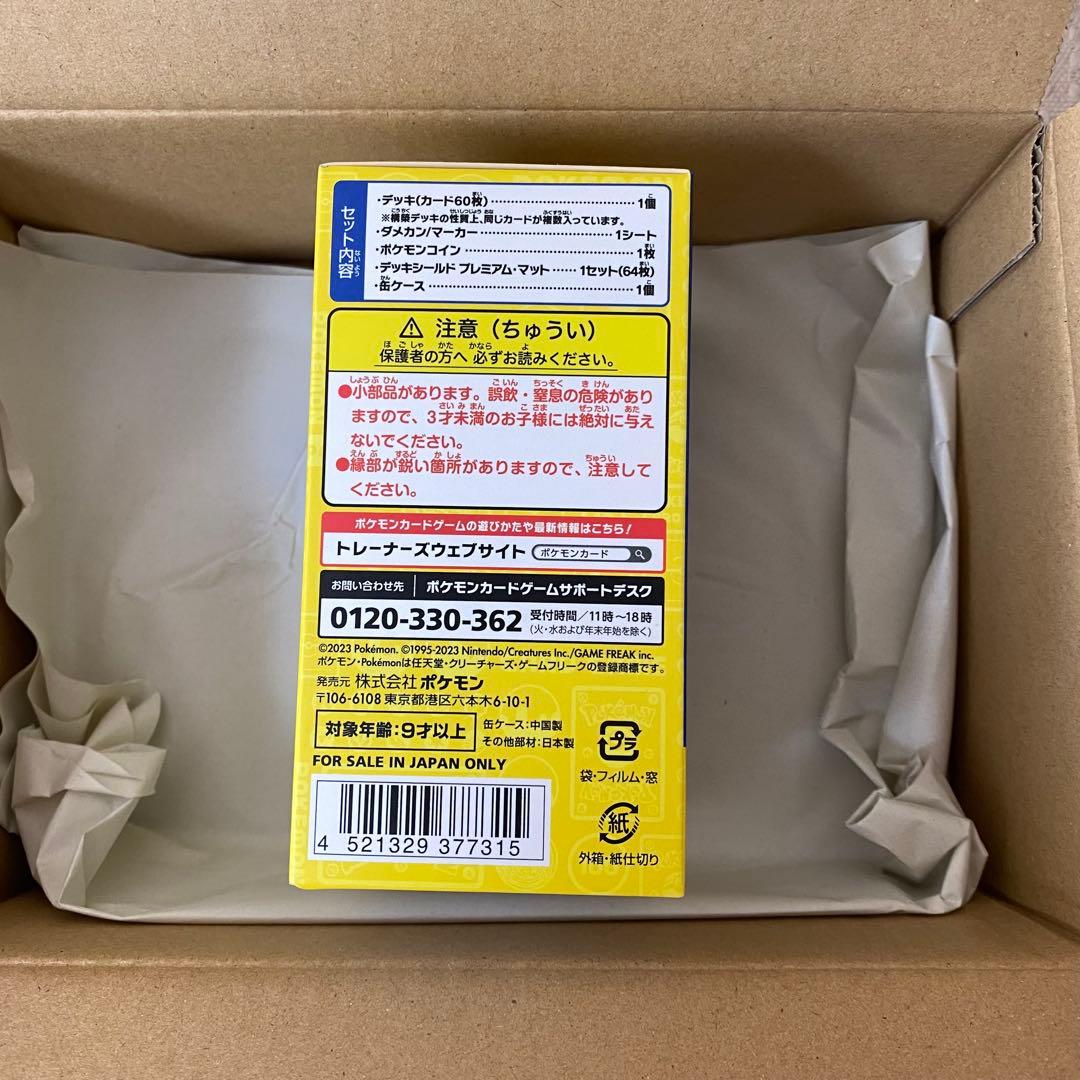 セット内容
・デッキ(カード60枚) 1個
※構築デッキの性質上、同じカードが複数入っています。
・ダメカン/マーカー 1シート
・ポケモンコイン 1枚
・デッキシールド プレミアム・マット 1セット(64枚)
・缶ケース 1個
⚠ 注意（ちゅうい）
保護者の方へ 必ずお読みください。
●小部品があります。誤飲・窒息の危険があり
ますので、3才未満のお子様には絶対に与え
ないでください。
●縁部が鋭い箇所がありますので、注意して
ください。
ポケモンカードゲームの遊びかたや最新情報はこちら！
トレーナーズウェブサイト ポケモンカード
お問い合わせ先 ポケモンカードゲームサポートデスク
0120-330-362 受付時間／11時〜18時
(火・水および年末年始を除く)
©2023 Pokémon. ©1995-2023 Nintendo/Creatures Inc./GAME FREAK inc.
ポケモン・Pokémonは任天堂・クリーチャーズ・ゲームフリークの登録商標です。
発売元 株式会社ポケモン
〒106-6108 東京都港区六本木6-10-1
対象年齢:9才以上
缶ケース:中国製
その他部材:日本製
FOR SALE IN JAPAN ONLY
4 521329 377315
プラ
袋・フィルム・窓
紙
外箱・紙仕切り